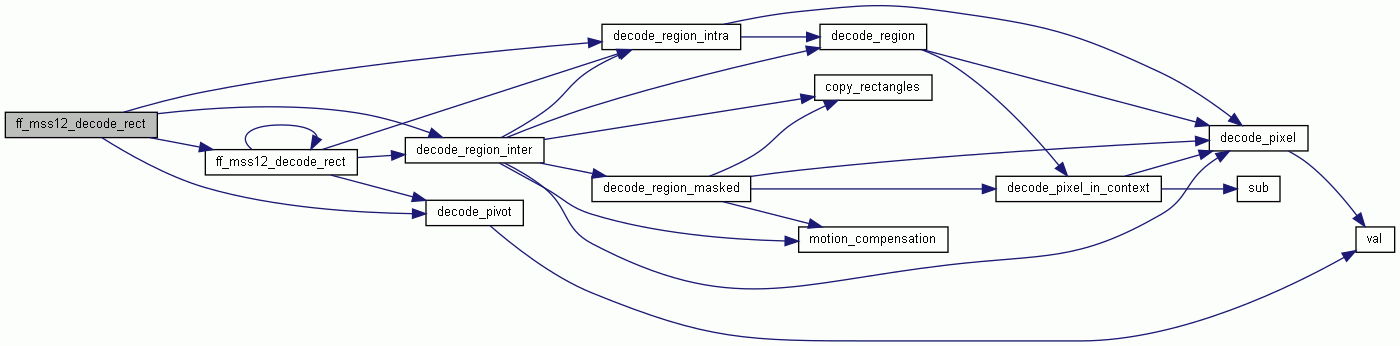 decode_region_intra
decode_region
copy_rectangles
ff_mss12_decode_rect
decode_pixel
decode_region_inter
ff_mss12_decode_rect
decode_region_masked
decode_pixel_in_context
sub
decode_pivot
motion_compensation
val